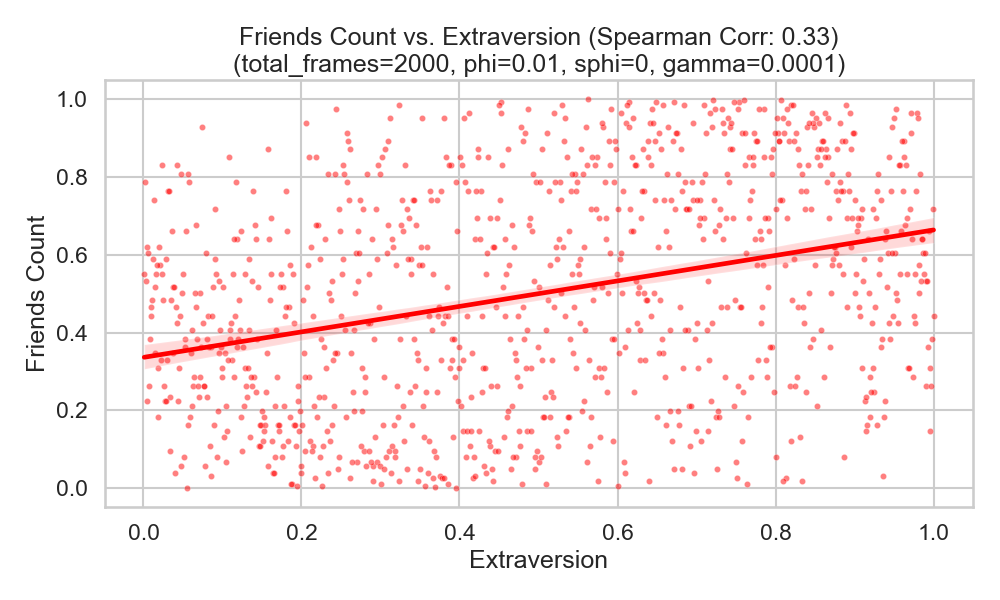 Friends Count vs. Extraversion (Spearman Corr: 0.33)
(total_frames=2000, phi=0.01, sphi=0, gamma=0.0001)
1.0
0.8
0.6
0.4
0.2
0.0
Friends Count
0.0 0.2 0.4 0.6 0.8 1.0
Extraversion